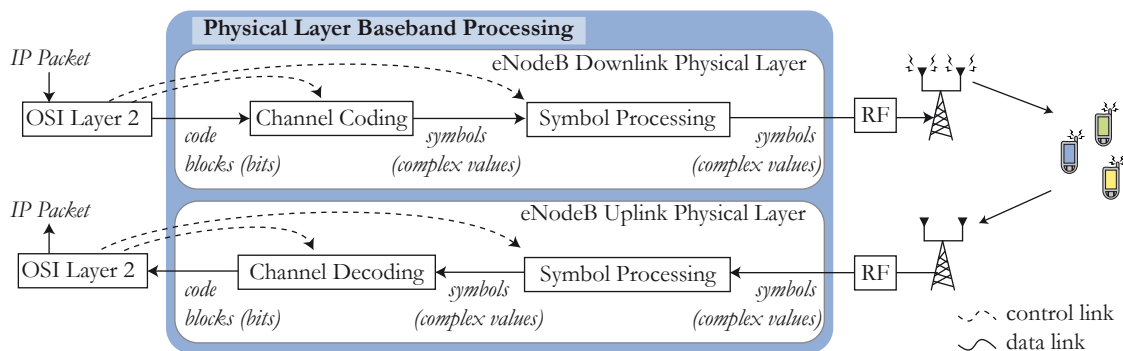 Physical Layer Baseband Processing
eNodeB Downlink Physical Layer
IP Packet
OSI Layer 2
Channel Coding
Symbol Processing
RF
code
blocks (bits)
symbols
(complex values)
symbols
(complex values)
eNodeB Uplink Physical Layer
IP Packet
OSI Layer 2
Channel Decoding
Symbol Processing
RF
code
blocks (bits)
symbols
(complex values)
symbols
(complex values)
control link
data link